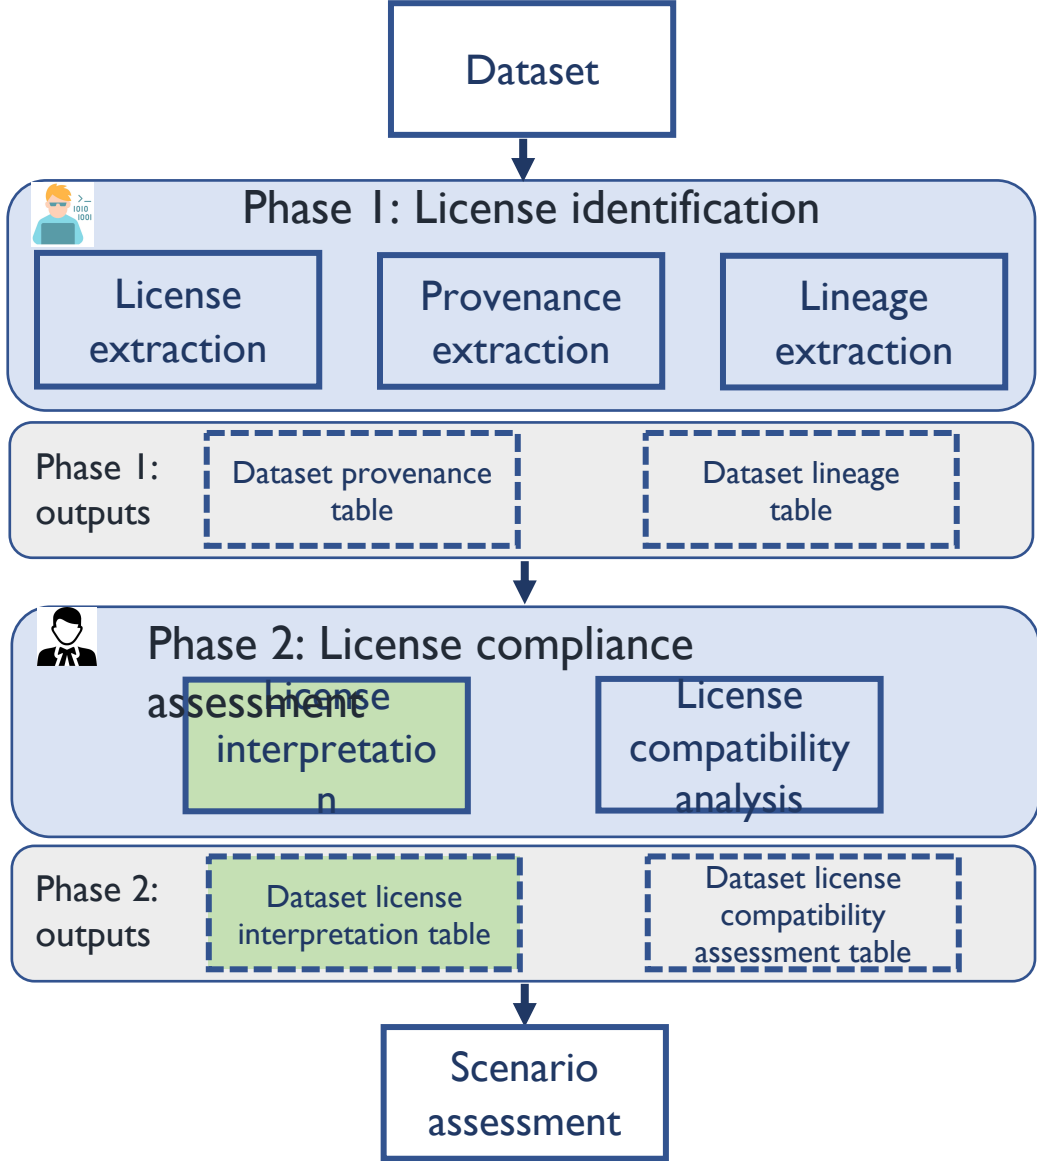 Dataset
>_
1010
1001
Phase 1: License identification
License
extraction
Provenance
extraction
Lineage
extraction
Phase 1:
outputs
Dataset provenance
table
Dataset lineage
table
Phase 2: License compliance
assessment
License
interpretatio
n
License
compatibility
analysis
Phase 2:
outputs
Dataset license
interpretation table
Dataset license
compatibility
assessment table
Scenario
assessment